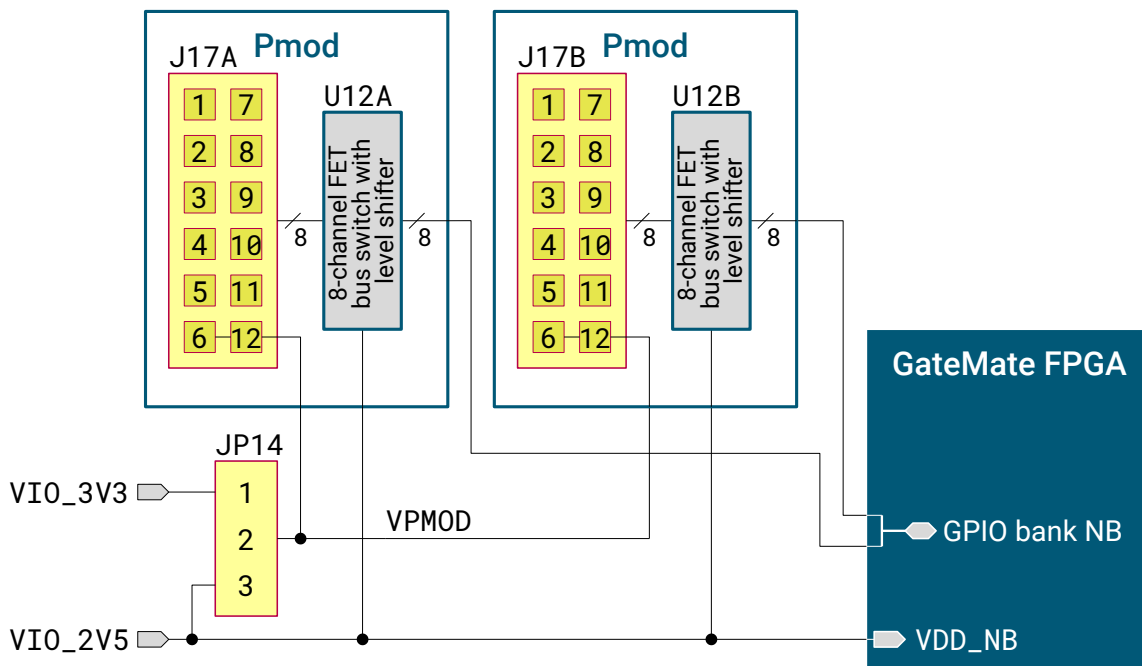 Pmod
J17A
1 7
2 8
3 9
4 10
5 11
6 12
U12A
8-channel FET
bus switch with
level shifter
8
8
Pmod
J17B
1 7
2 8
3 9
4 10
5 11
6 12
U12B
8-channel FET
bus switch with
level shifter
8
8
GateMate FPGA
JP14
VIO_3V3
1
2
3
VPMOD
GPIO bank NB
VIO_2V5
VDD_NB